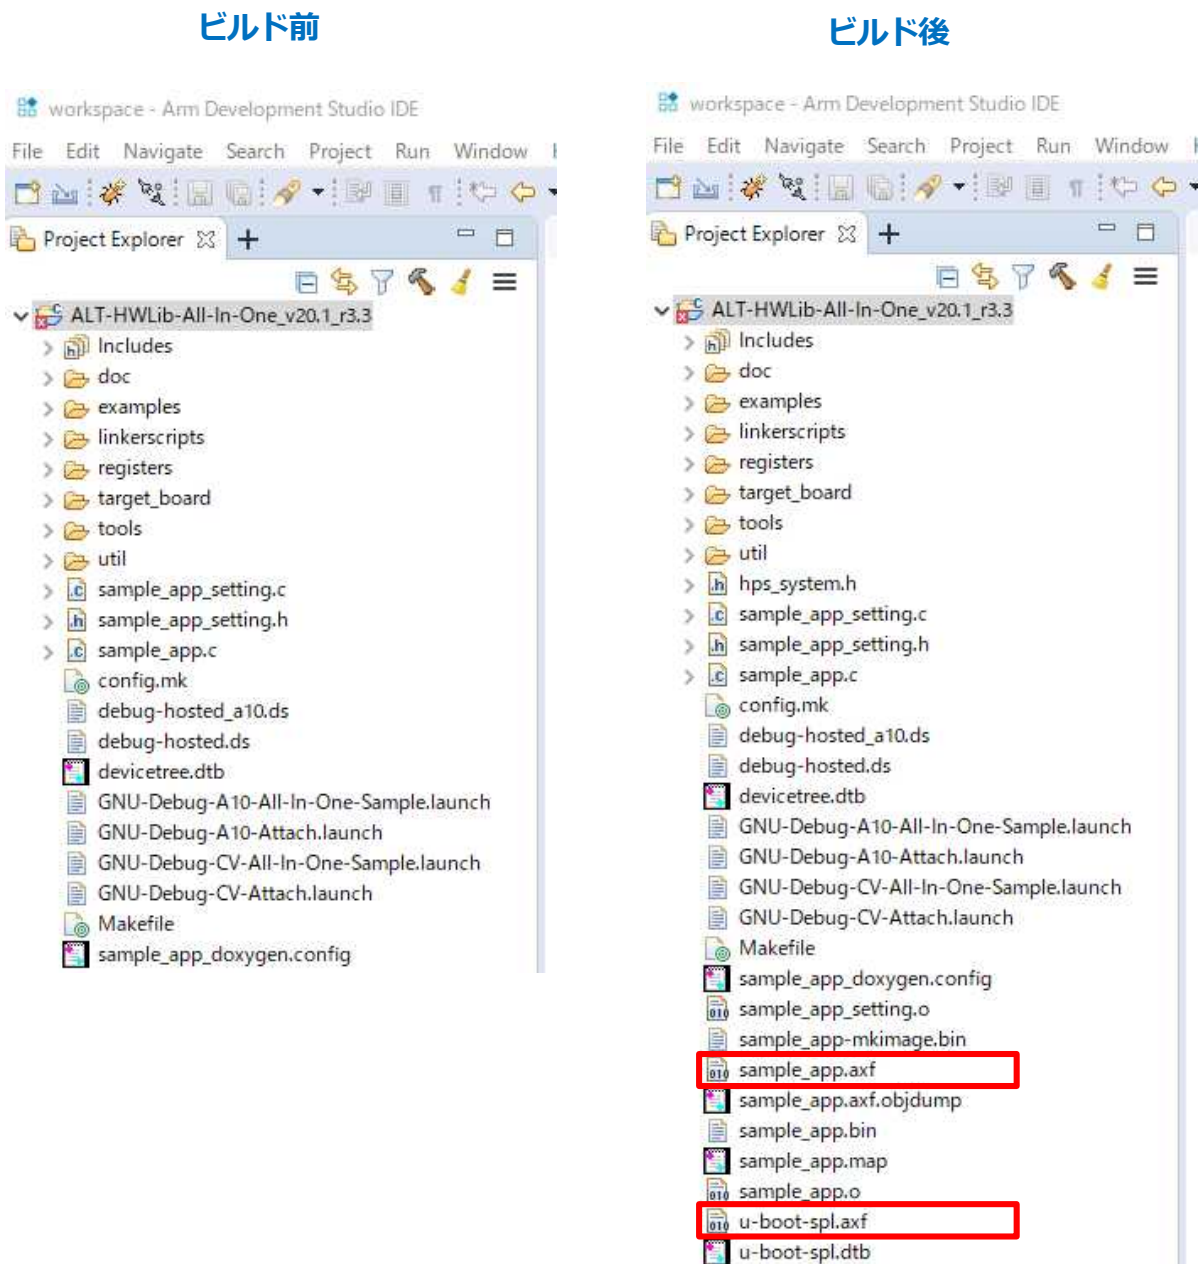 ビルド前
workspace - Arm Development Studio IDE
File Edit Navigate Search Project Run Window
Project Explorer
ALT-HWLib-All-In-One_v20.1_r3.3
Includes
doc
examples
linkerscripts
registers
target_board
tools
util
sample_app_setting.c
sample_app_setting.h
sample_app.c
config.mk
debug-hosted_a10.ds
debug-hosted.ds
devicetree.dtb
GNU-Debug-A10-All-In-One-Sample.launch
GNU-Debug-A10-Attach.launch
GNU-Debug-CV-All-In-One-Sample.launch
GNU-Debug-CV-Attach.launch
Makefile
sample_app_doxygen.config
ビルド後
workspace - Arm Development Studio IDE
File Edit Navigate Search Project Run Window
Project Explorer
ALT-HWLib-All-In-One_v20.1_r3.3
Includes
doc
examples
linkerscripts
registers
target_board
tools
util
hps_system.h
sample_app_setting.c
sample_app_setting.h
sample_app.c
config.mk
debug-hosted_a10.ds
debug-hosted.ds
devicetree.dtb
GNU-Debug-A10-All-In-One-Sample.launch
GNU-Debug-A10-Attach.launch
GNU-Debug-CV-All-In-One-Sample.launch
GNU-Debug-CV-Attach.launch
Makefile
sample_app_doxygen.config
sample_app_setting.o
sample_app-mkimage.bin
sample_app.axf
sample_app.axf.objdump
sample_app.bin
sample_app.map
sample_app.o
u-boot-spl.axf
u-boot-spl.dtb